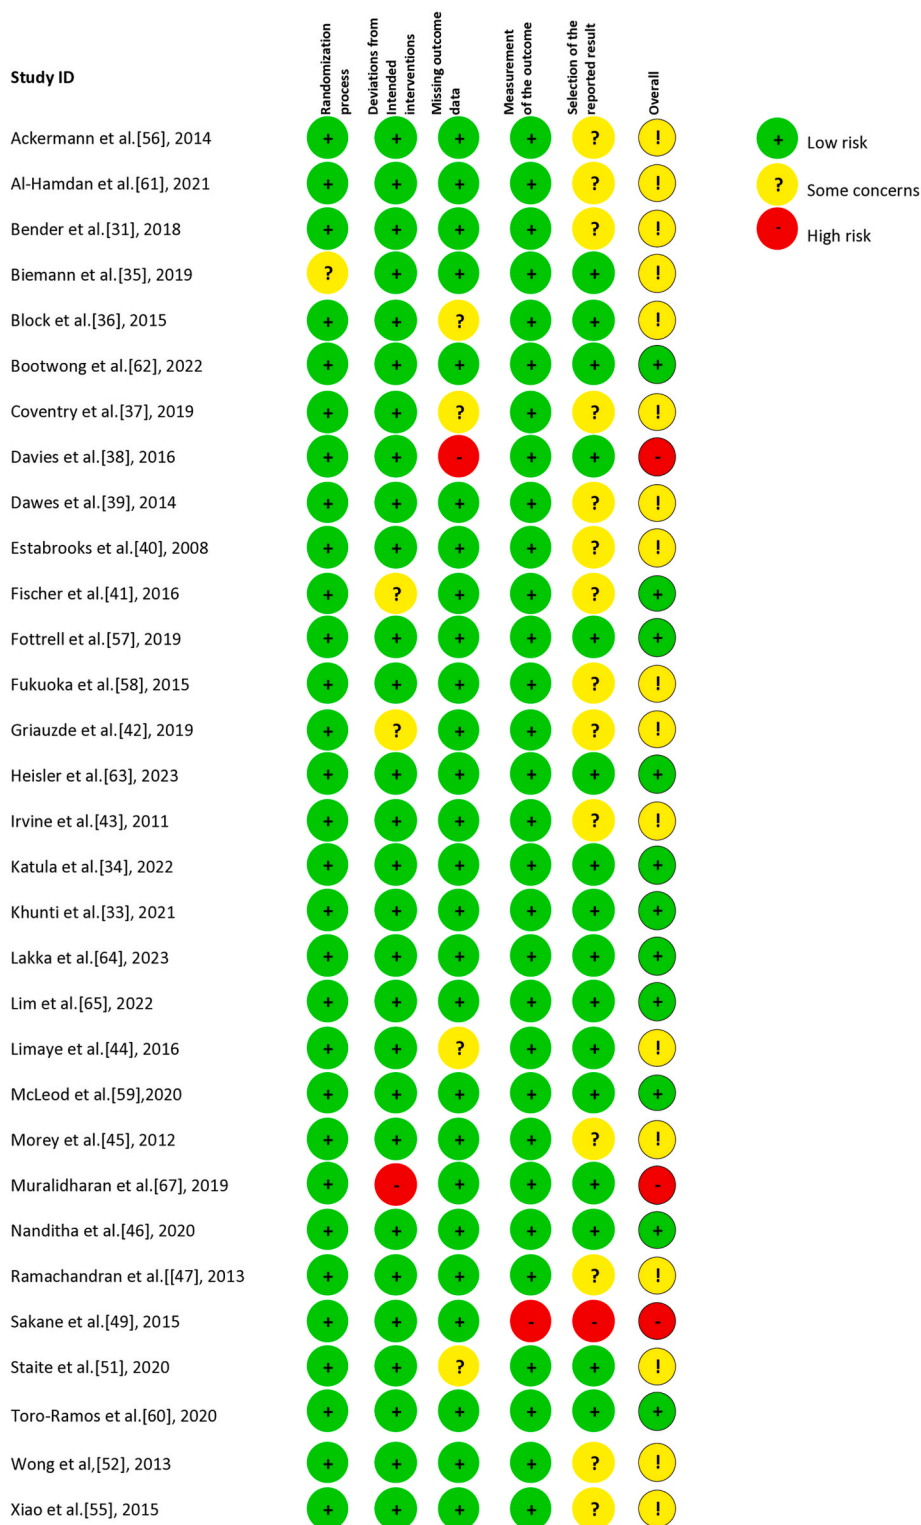 Study ID
Randomization
process
Deviations from
Intended
interventions
Missing outcome
data
Measurement
of the outcome
Selection of the
reported result
Overall
Ackermann et al.[56], 2014 + + + + ? !
+ Low risk
Al-Hamdan et al.[61], 2021 + + + + ? !
? Some concerns
Bender et al.[31], 2018 + + + + ? !
- High risk
Biemann et al.[35], 2019 ? + + + + !
Block et al.[36], 2015 + + ? + + !
Bootwong et al.[62], 2022 + + + + + +
Coventry et al.[37], 2019 + + ? + ? !
Davies et al.[38], 2016 + + - + + -
Dawes et al.[39], 2014 + + + + ? !
Estabrooks et al.[40], 2008 + + + + ? !
Fischer et al.[41], 2016 + ? + + ? +
Fottrell et al.[57], 2019 + + + + + +
Fukuoka et al.[58], 2015 + + + + ? !
Griauzde et al.[42], 2019 + ? + + ? !
Heisler et al.[63], 2023 + + + + + +
Irvine et al.[43], 2011 + + + + ? !
Katula et al.[34], 2022 + + + + + +
Khunti et al.[33], 2021 + + + + + +
Lakka et al.[64], 2023 + + + + + +
Lim et al.[65], 2022 + + + + + +
Limaye et al.[44], 2016 + + ? + + !
McLeod et al.[59],2020 + + + + + +
Morey et al.[45], 2012 + + + + ? !
Muralidharan et al.[67], 2019 + - + + + -
Nanditha et al.[46], 2020 + + + + + +
Ramachandran et al.[[47], 2013 + + + + ? !
Sakane et al.[49], 2015 + + + - - -
Staite et al.[51], 2020 + + ? + + !
Toro-Ramos et al.[60], 2020 + + + + + +
Wong et al,[52], 2013 + + + + ? !
Xiao et al.[55], 2015 + + + + ? !